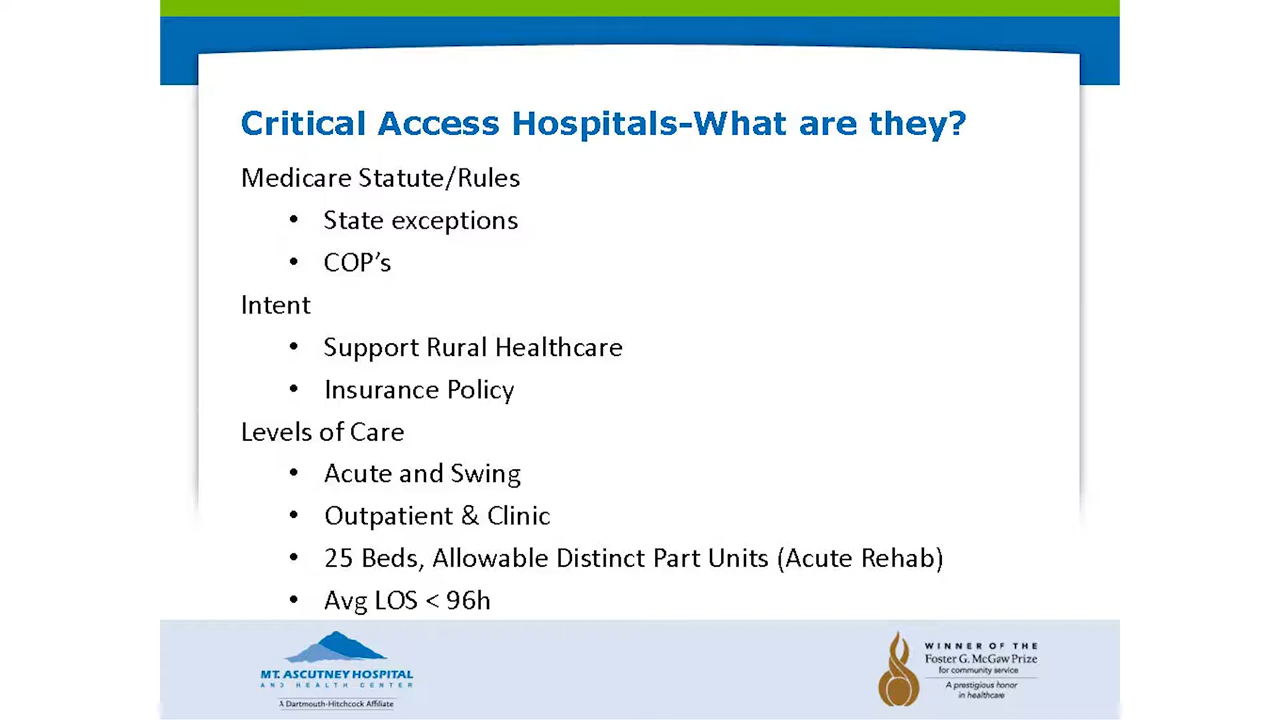 Critical Access Hospitals-What are they?
Medicare Statute/Rules
• State exceptions
• COP’s
Intent
• Support Rural Healthcare
• Insurance Policy
Levels of Care
• Acute and Swing
• Outpatient & Clinic
• 25 Beds, Allowable Distinct Part Units (Acute Rehab)
• Avg LOS < 96h
MT. ASCUTNEY HOSPITAL
AND HEALTH CENTER
A Dartmouth-Hitchcock Affiliate
WINNER OF THE
Foster G. McGaw Prize
for community service
A prestigious honor
in healthcare